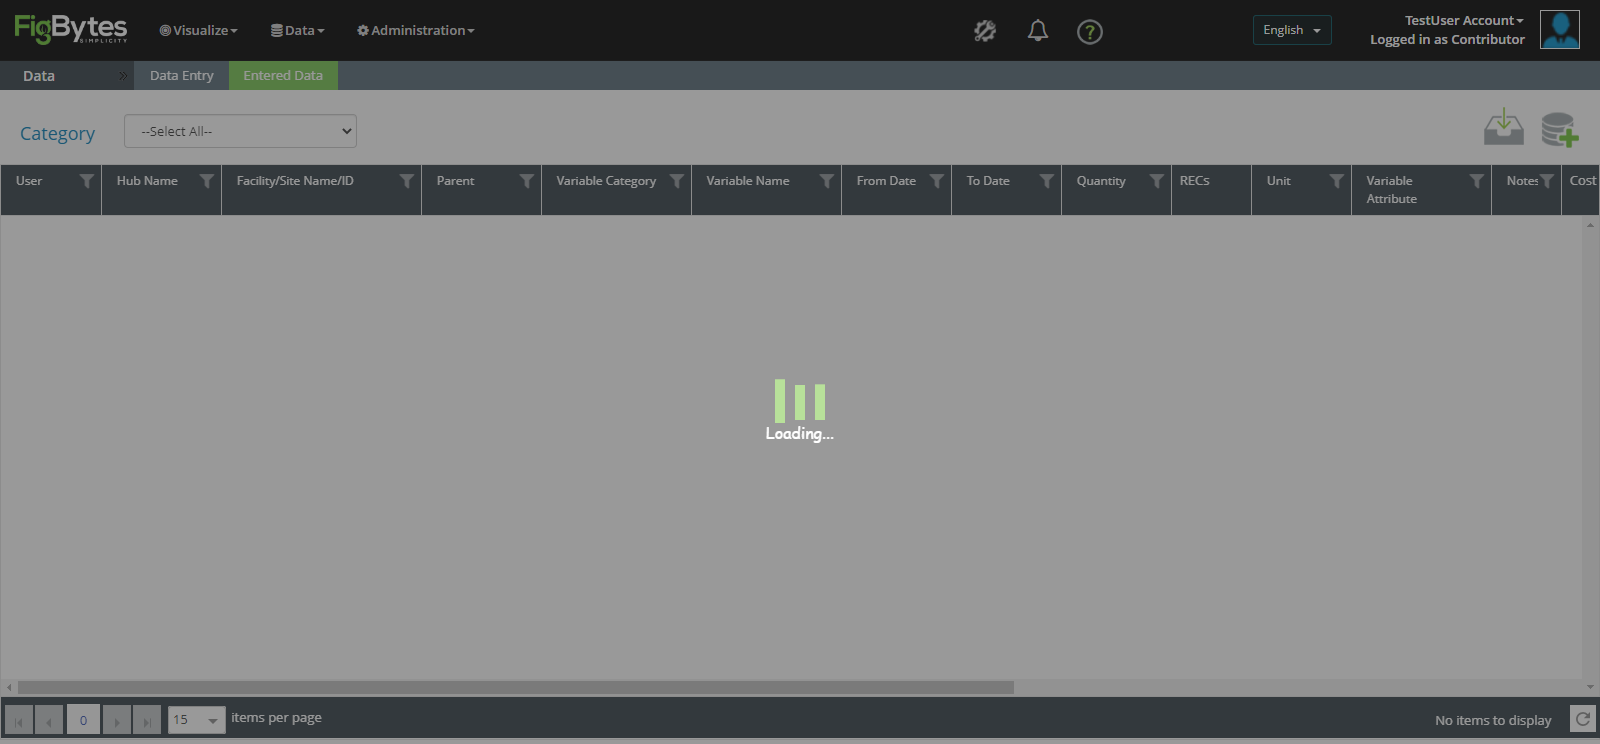 FigBytes
SIMPLICITY
Visualize
Data
Administration
?
English
TestUser Account
Logged in as Contributor
Data
Data Entry
Entered Data
Category
--Select All--
User
Hub Name
Facility/Site Name/ID
Parent
Variable Category
Variable Name
From Date
To Date
Quantity
RECs
Unit
Variable
Attribute
Notes
Cost
Loading...
0
15
items per page
No items to display